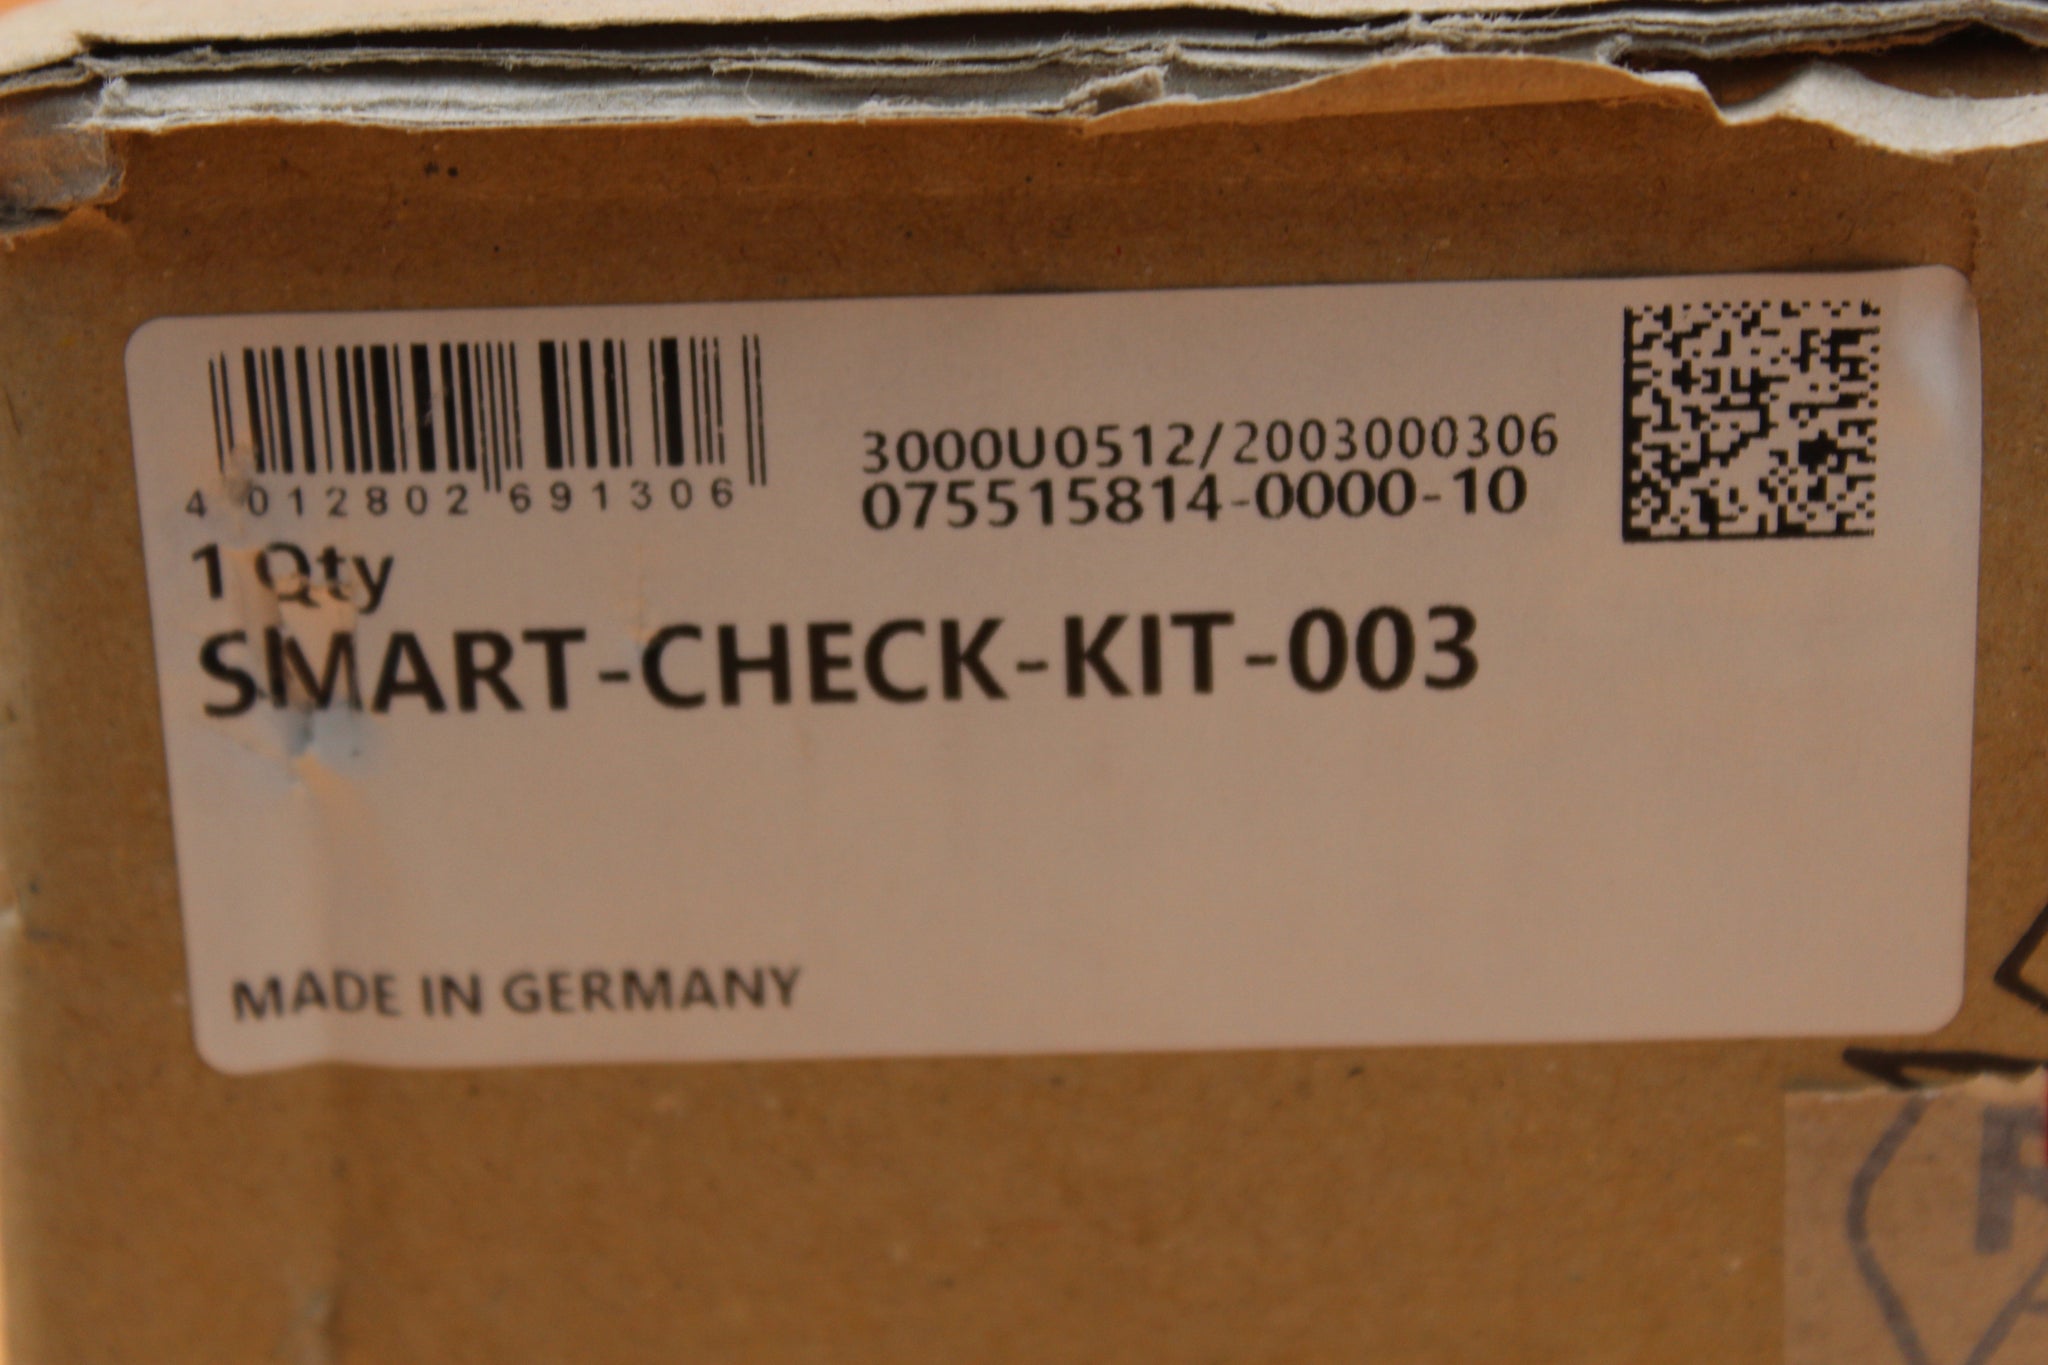 3000U0512/2003000306
4 012802 691306
075515814-0000-10
1 Qty
SMART-CHECK-KIT-003
MADE IN GERMANY